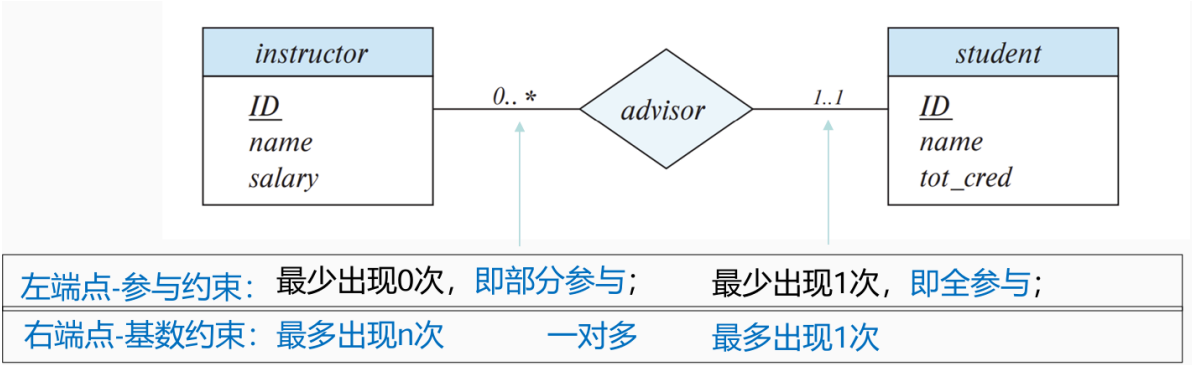 instructor
ID
name
salary
0..*
advisor
1..1
student
ID
name
tot_cred
左端点-参与约束： 最少出现0次，即部分参与； 最少出现1次，即全参与；
右端点-基数约束：最多出现n次 一对多 最多出现1次